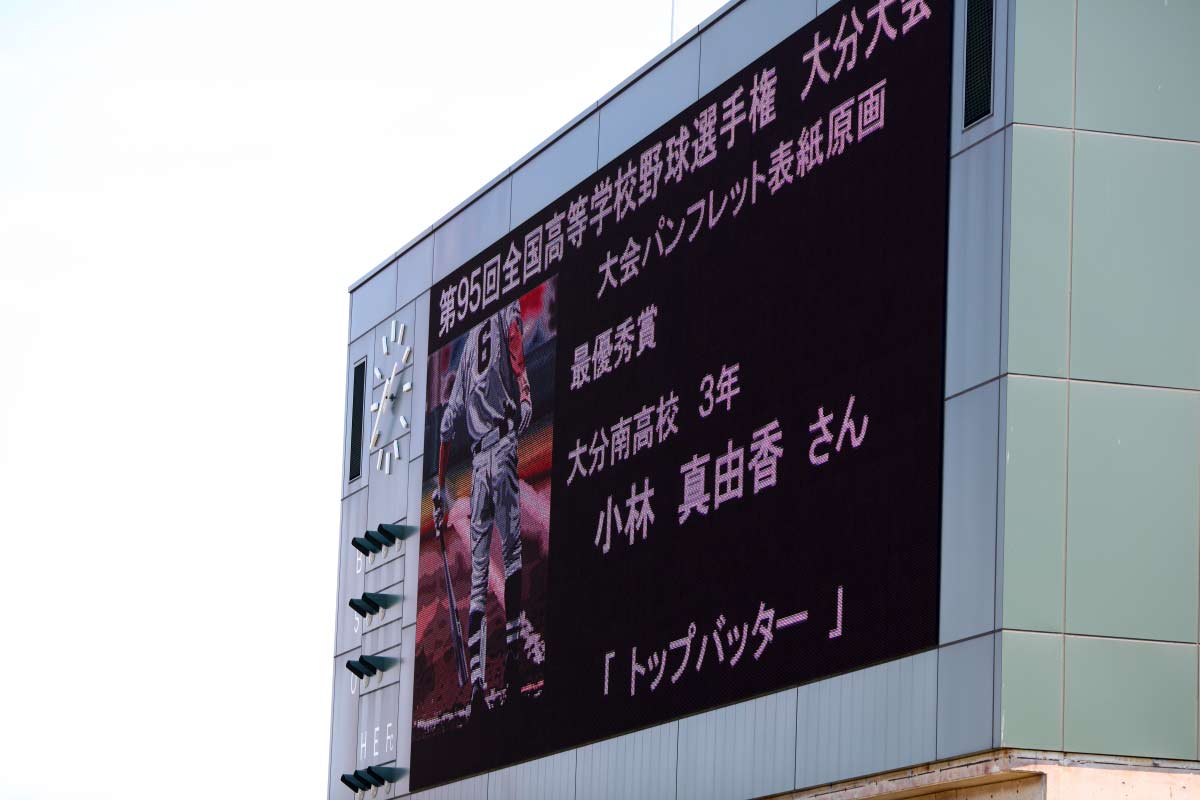 第95回全国高等学校野球選手権 大分大会
大会パンフレット表紙原画
最優秀賞
大分南高校 3年
小林 真由香 さん
「トップバッター」
6
B
S
O
H E Fc